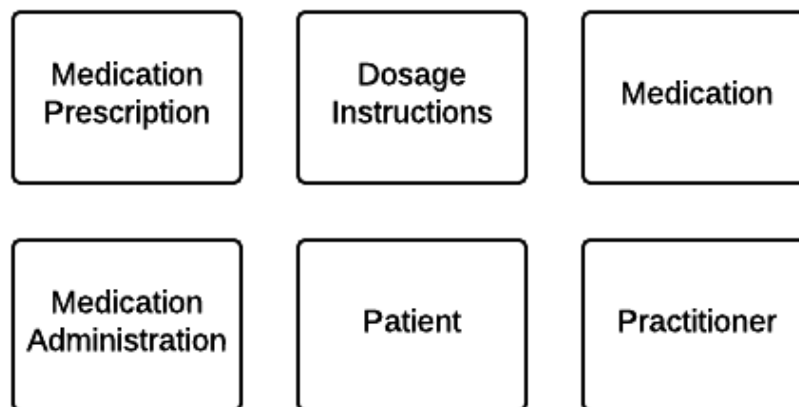 Medication
Prescription
Dosage
Instructions
Medication
Medication
Administration
Patient
Practitioner